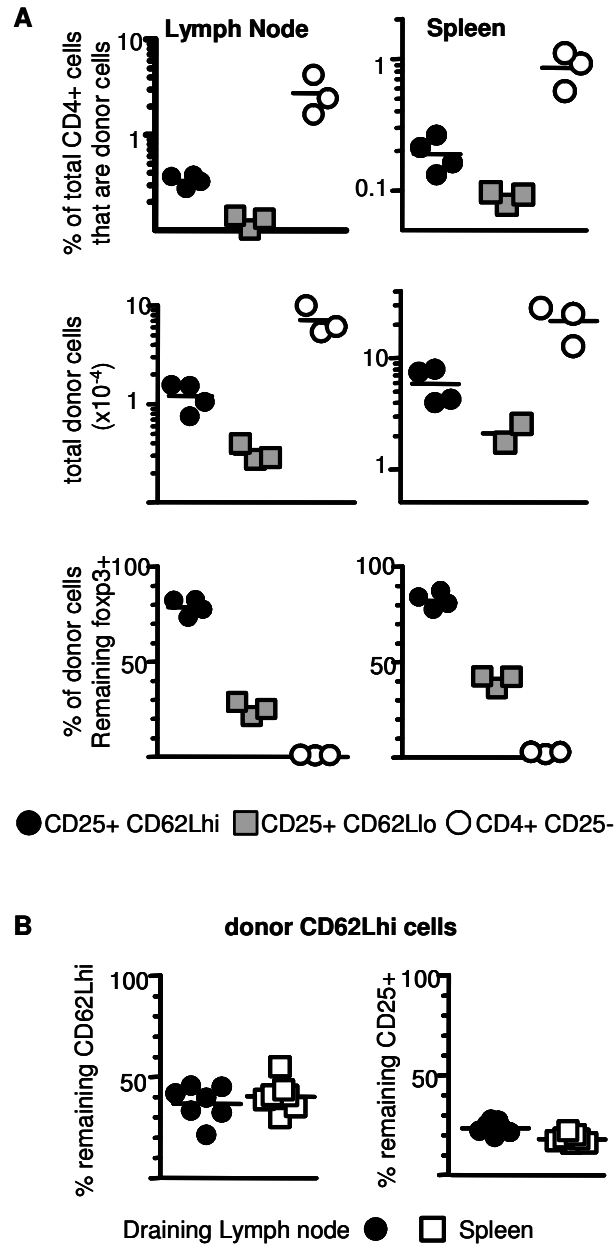 A
Lymph Node
Spleen
% of total CD4+ cells
that are donor cells
10
1
1
0.1
total donor cells
(x10-4)
10
1
10
1
% of donor cells
Remaining foxp3+
100
50
100
50
CD25+ CD62Lhi
CD25+ CD62Llo
CD4+ CD25-
B
donor CD62Lhi cells
% remaining CD62Lhi
100
50
% remaining CD25+
100
50
Draining Lymph node
Spleen